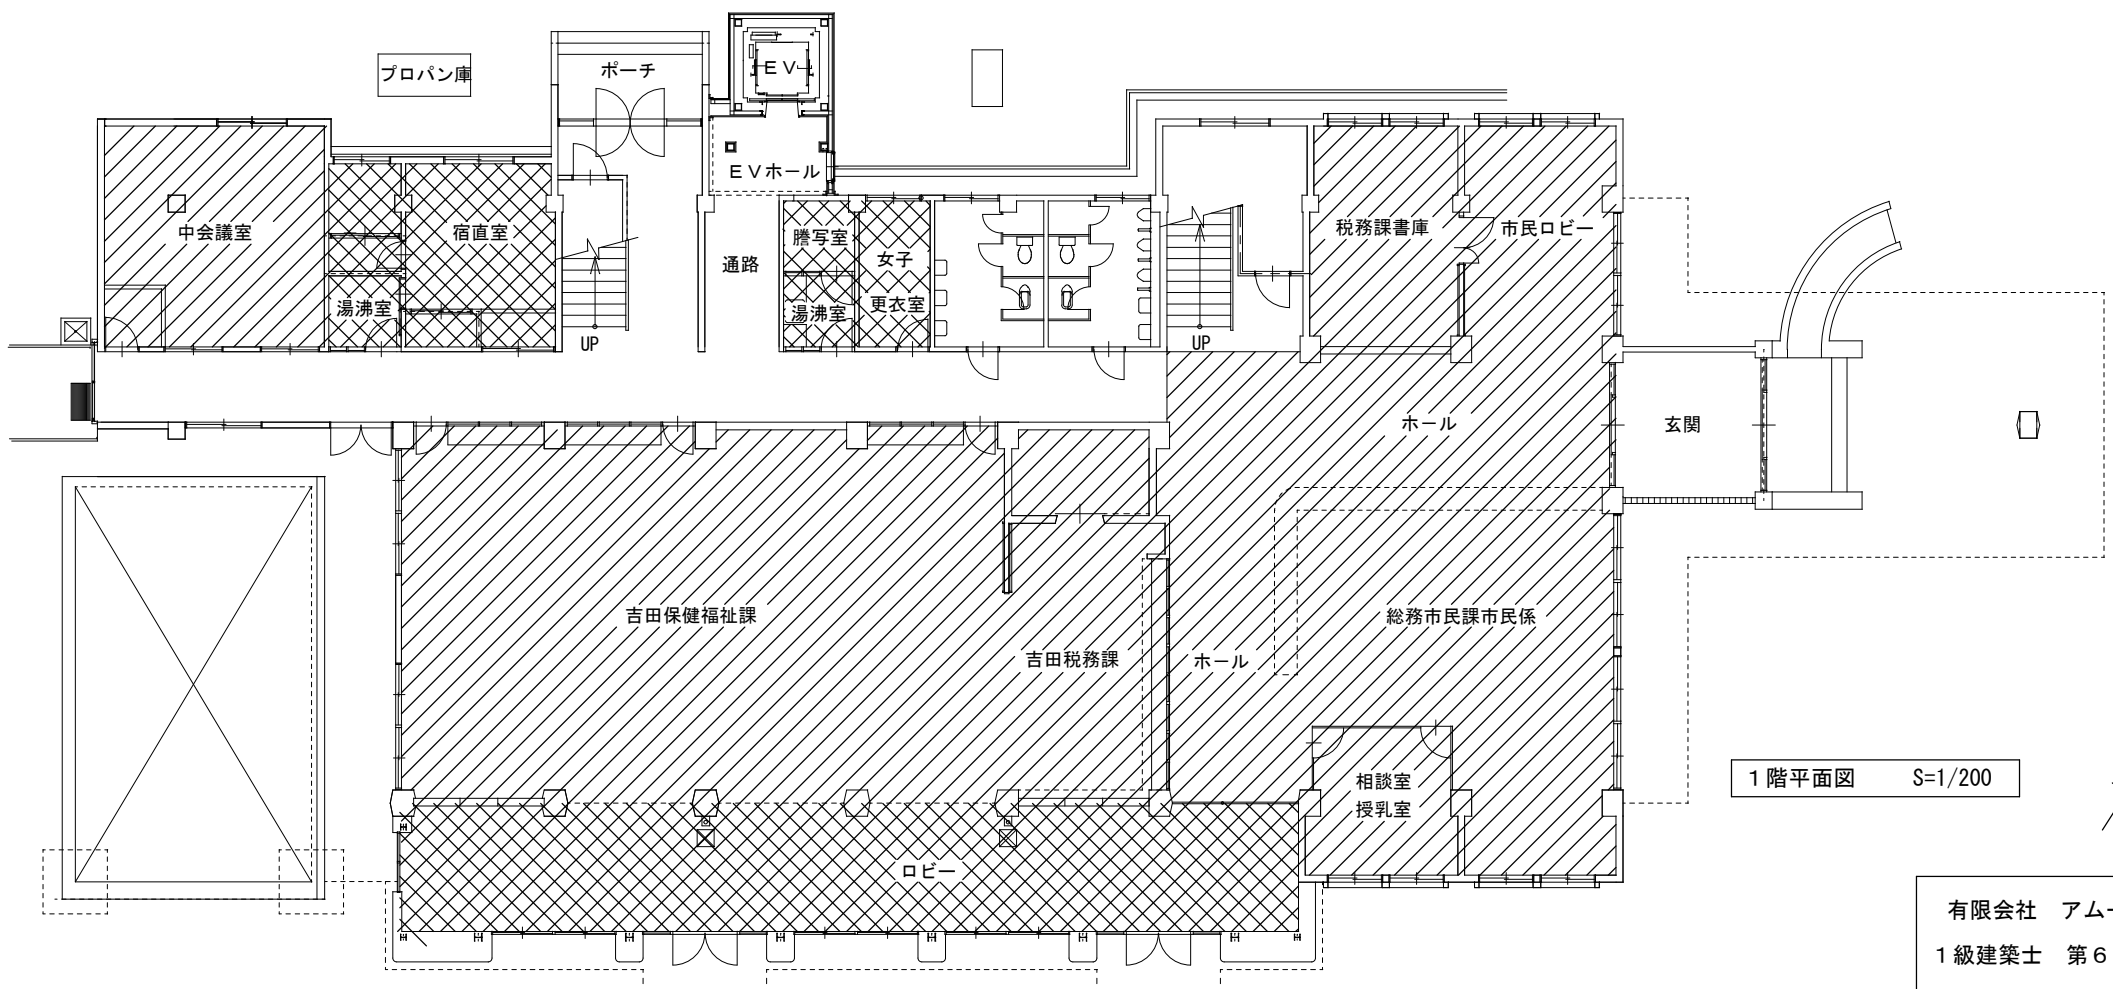 プロパン庫
ポーチ
ＥＶ
ＥＶホール
中会議室
宿直室
湯沸室
UP
通路
謄写室
湯沸室
女子
更衣室
UP
税務課書庫
市民ロビー
ホール
玄関
吉田保健福祉課
吉田税務課
ホール
総務市民課市民係
相談室
授乳室
ロビー
１階平面図　　S=1/200
有限会社　アム
１級建築士　第６